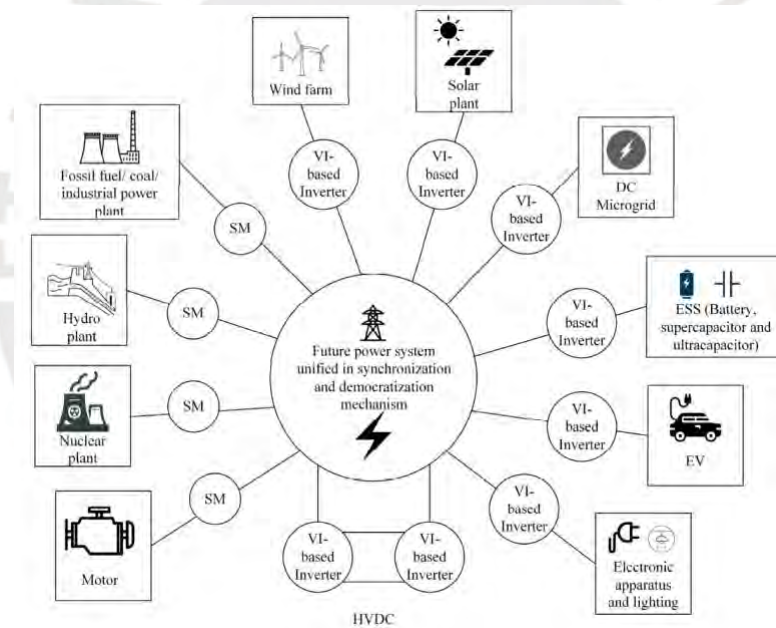 Wind farm
Solar
plant
Fossil fuel/ coal/
industrial power
plant
VI-
based
Inverter
VI-
based
Inverter
DC
Microgrid
VI-
based
Inverter
SM
Hydro
plant
SM
Future power system
unified in synchronization
and democratization
mechanism
VI-
based
Inverter
ESS (Battery,
supercapacitor and
ultracapacitor)
Nuclear
plant
SM
VI-
based
Inverter
EV
SM
Motor
VI-
based
Inverter
VI-
based
Inverter
VI-
based
Inverter
Electronic
apparatus
and lighting
HVDC